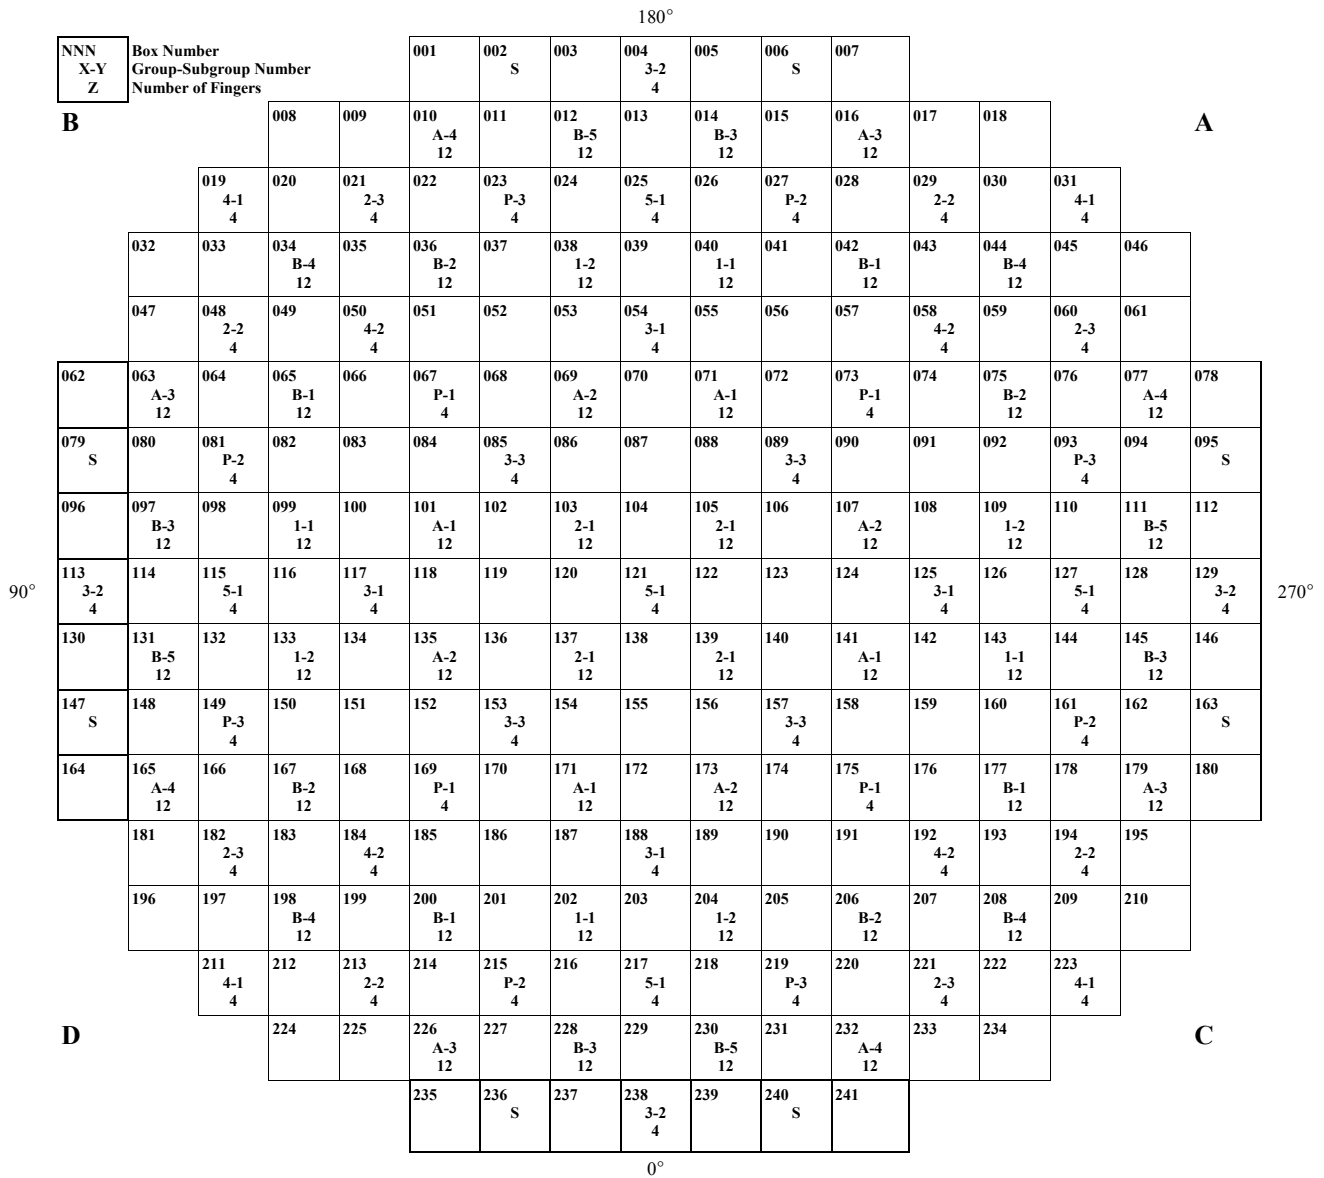 180°
NNN Box Number
X-Y Group-Subgroup Number
Z Number of Fingers
001 002 003 004 005 006 007
S 3-2 S
4
B A
008 009 010 011 012 013 014 015 016 017 018
A-4 B-5 B-3 A-3
12 12 12 12
019 020 021 022 023 024 025 026 027 028 029 030 031
4-1 2-3 P-3 5-1 P-2 2-2 4-1
4 4 4 4 4 4 4
032 033 034 035 036 037 038 039 040 041 042 043 044 045 046
B-4 B-2 1-2 1-1 B-1 B-4
12 12 12 12 12 12
047 048 049 050 051 052 053 054 055 056 057 058 059 060 061
2-2 4-2 3-1 4-2 2-3
4 4 4 4 4
062 063 064 065 066 067 068 069 070 071 072 073 074 075 076 077 078
A-3 B-1 P-1 A-2 A-1 P-1 B-2 A-4
12 12 4 12 12 4 12 12
079 080 081 082 083 084 085 086 087 088 089 090 091 092 093 094 095
S P-2 3-3 3-3 P-3 S
4 4 4 4
096 097 098 099 100 101 102 103 104 105 106 107 108 109 110 111 112
B-3 1-1 A-1 2-1 2-1 A-2 1-2 B-5
12 12 12 12 12 12 12 12
113 114 115 116 117 118 119 120 121 122 123 124 125 126 127 128 129
90° 3-2 5-1 3-1 5-1 3-1 5-1 3-2 270°
4 4 4 4 4 4 4
130 131 132 133 134 135 136 137 138 139 140 141 142 143 144 145 146
B-5 1-2 A-2 2-1 2-1 A-1 1-1 B-3
12 12 12 12 12 12 12 12
147 148 149 150 151 152 153 154 155 156 157 158 159 160 161 162 163
S P-3 3-3 3-3 P-2 S
4 4 4 4
164 165 166 167 168 169 170 171 172 173 174 175 176 177 178 179 180
A-4 B-2 P-1 A-1 A-2 P-1 B-1 A-3
12 12 4 12 12 4 12 12
181 182 183 184 185 186 187 188 189 190 191 192 193 194 195
2-3 4-2 3-1 4-2 2-2
4 4 4 4 4
196 197 198 199 200 201 202 203 204 205 206 207 208 209 210
B-4 B-1 1-1 1-2 B-2 B-4
12 12 12 12 12 12
211 212 213 214 215 216 217 218 219 220 221 222 223
4-1 2-2 P-2 5-1 P-3 2-3 4-1
4 4 4 4 4 4 4
D C
224 225 226 227 228 229 230 231 232 233 234
A-3 B-3 B-5 A-4
12 12 12 12
235 236 237 238 239 240 241
S 3-2 S
4
0°